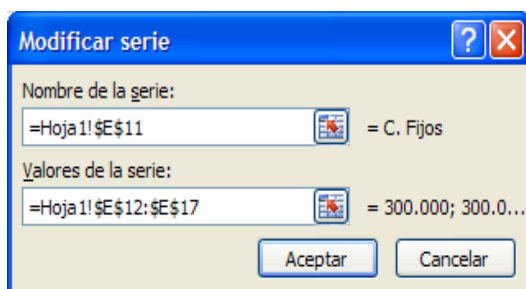 Modificar serie
Nombre de la serie:
=Hoja1!$E$11 = C. Fijos
Valores de la serie:
=Hoja1!$E$12:$E$17 = 300.000; 300.0...
Aceptar Cancelar